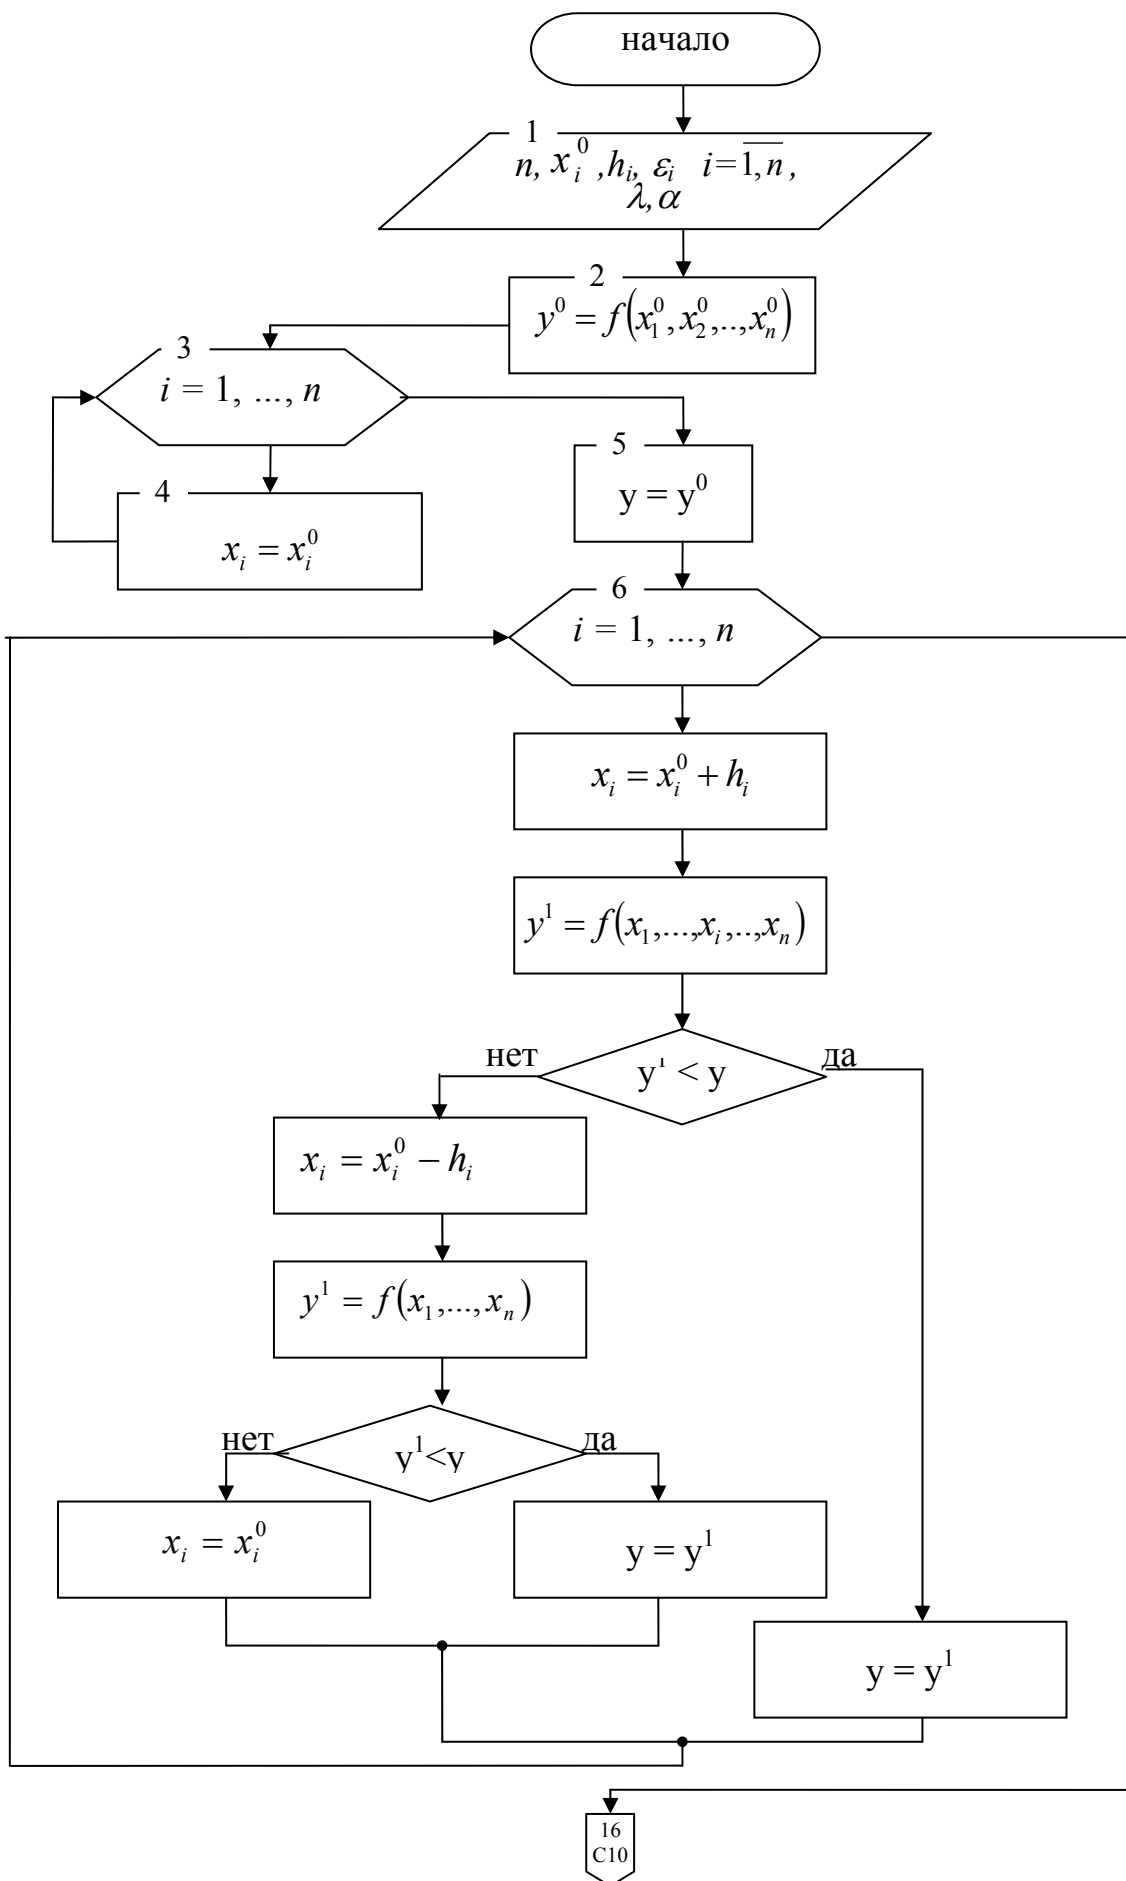 начало
1
n, x_i^0 ,h_i, ε_i i=\overline{1,n},
λ,α
2
y^0 = f(x_1^0, x_2^0,..,x_n^0)
3
i = 1, ..., n
4
x_i = x_i^0
5
y = y^0
6
i = 1, ..., n
x_i = x_i^0 + h_i
y^1 = f(x_1,...,x_i,..,x_n)
нет
y^1 < y
да
x_i = x_i^0 − h_i
y^1 = f(x_1,...,x_n)
нет
y^1<y
да
x_i = x_i^0
y = y^1
y = y^1
16
C10